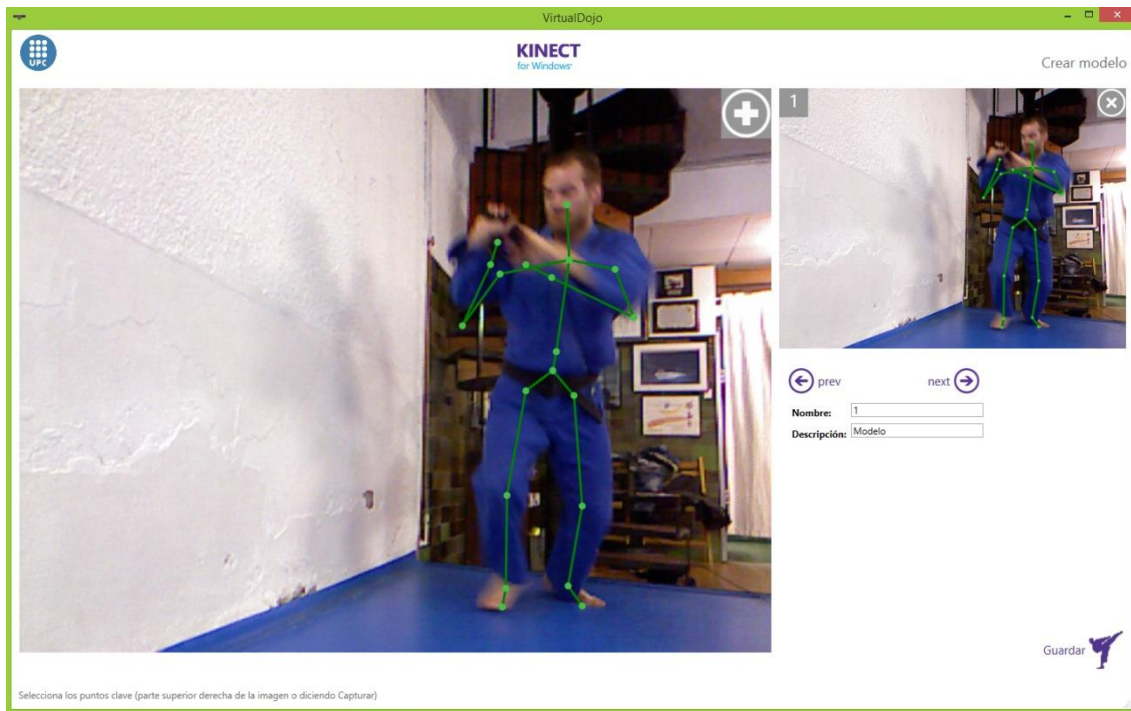 VirtualDojo
UPC
KINECT
for Windows
Crear modelo
1
prev
next
Nombre: 1
Descripción: Modelo
Guardar
Selecciona los puntos clave (parte superior derecha de la imagen o diciendo Capturar)